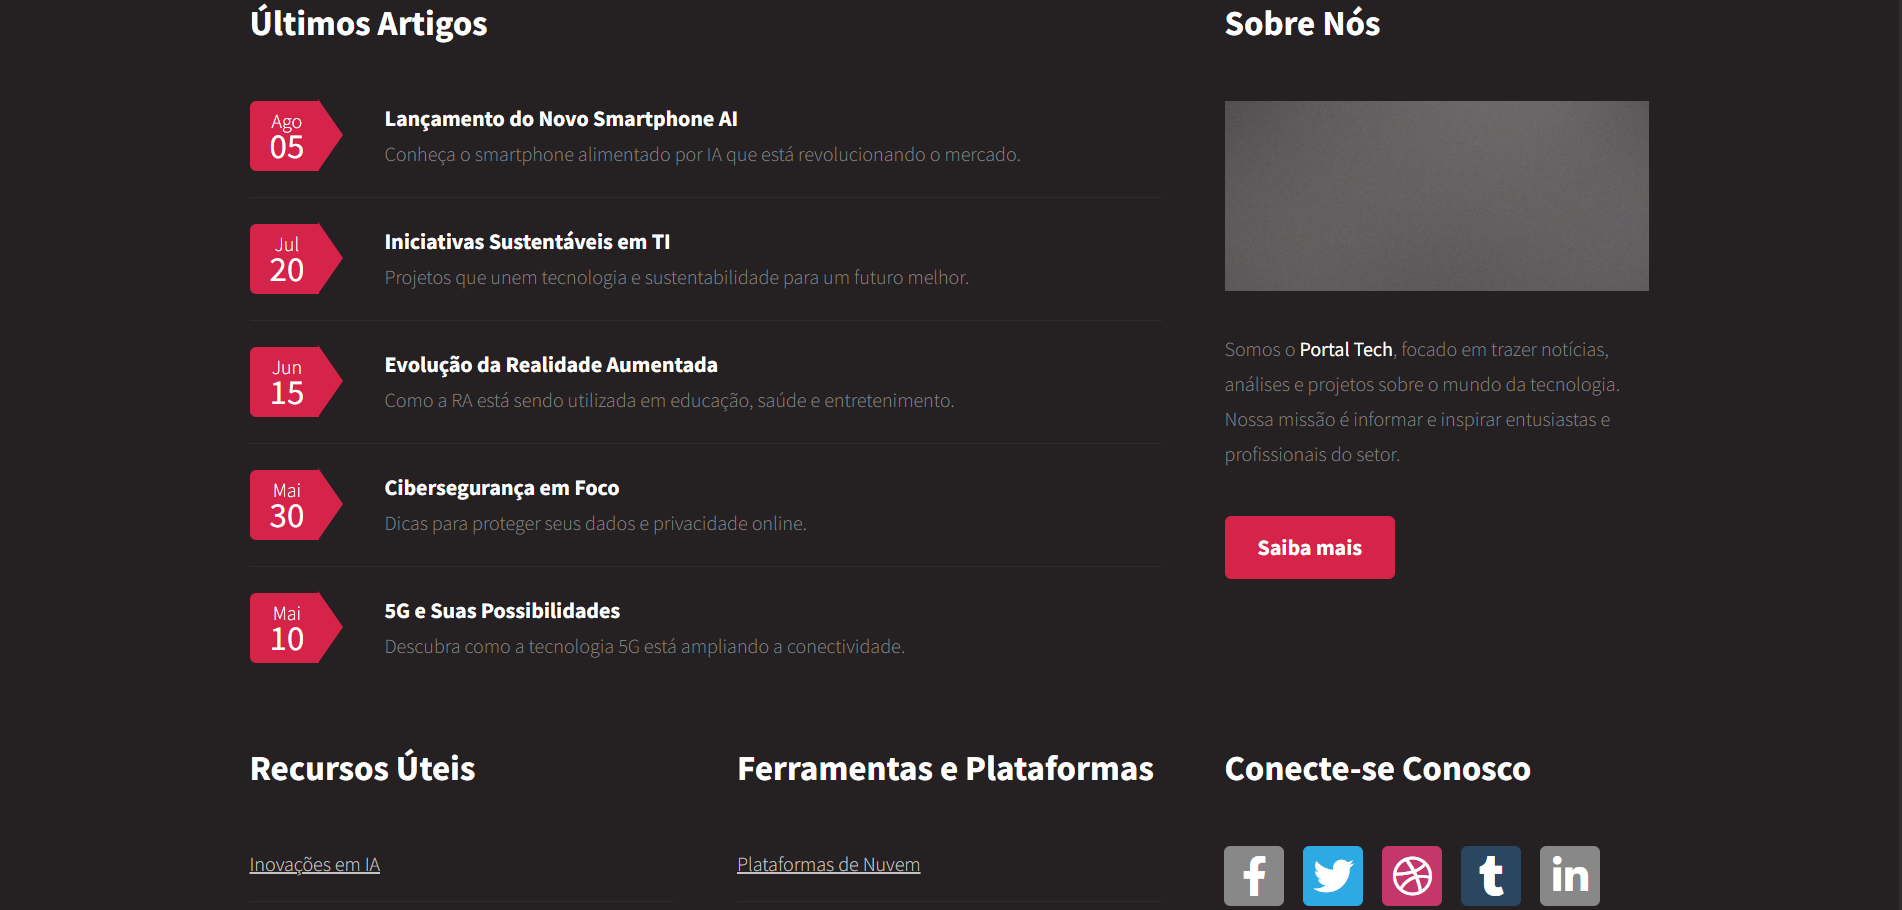 Últimos Artigos
Ago
05
Lançamento do Novo Smartphone AI
Conheça o smartphone alimentado por IA que está revolucionando o mercado.
Jul
20
Iniciativas Sustentáveis em TI
Projetos que unem tecnologia e sustentabilidade para um futuro melhor.
Jun
15
Evolução da Realidade Aumentada
Como a RA está sendo utilizada em educação, saúde e entretenimento.
Mai
30
Cibersegurança em Foco
Dicas para proteger seus dados e privacidade online.
Mai
10
5G e Suas Possibilidades
Descubra como a tecnologia 5G está ampliando a conectividade.
Sobre Nós
Somos o Portal Tech, focado em trazer notícias,
análises e projetos sobre o mundo da tecnologia.
Nossa missão é informar e inspirar entusiastas e
profissionais do setor.
Saiba mais
Recursos Úteis
Inovações em IA
Ferramentas e Plataformas
Plataformas de Nuvem
Conecte-se Conosco